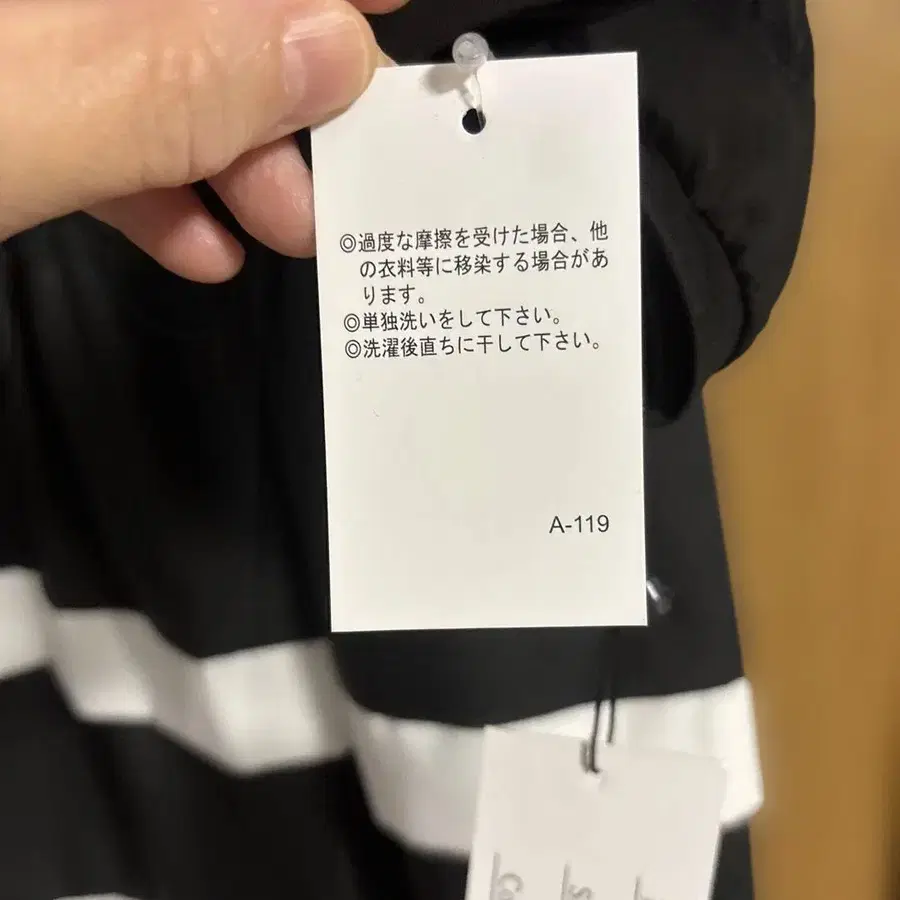 ◎過度な摩擦を受けた場合、他
の衣料等に移染する場合があ
ります。
◎単独洗いをして下さい。
◎洗濯後直ちに干して下さい。
A-119